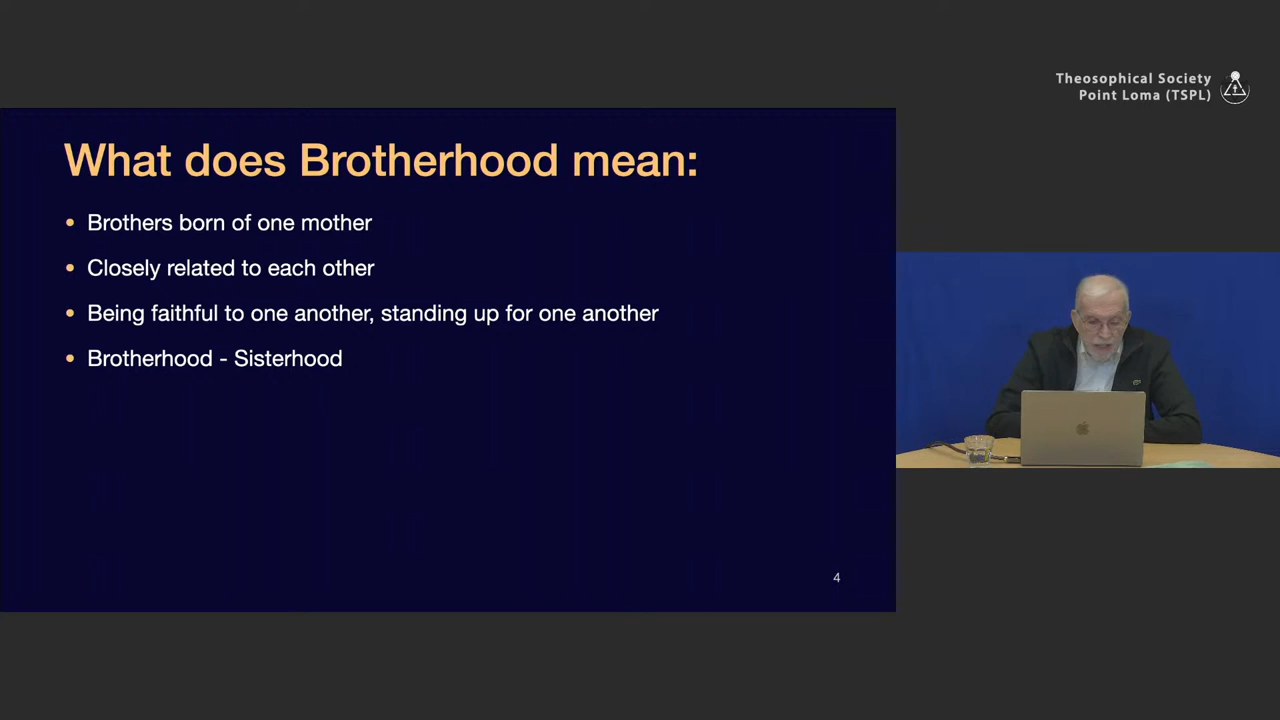 Theosophical Society
Point Loma (TSPL)
What does Brotherhood mean:
• Brothers born of one mother
• Closely related to each other
• Being faithful to one another, standing up for one another
• Brotherhood - Sisterhood
4